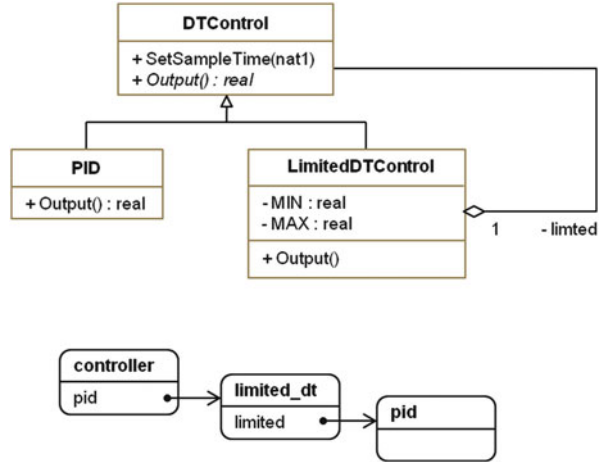 DTControl
+ SetSampleTime(nat1)
+ Output() : real
PID
+ Output() : real
LimitedDTControl
- MIN : real
- MAX : real
+ Output()
1
- limted
controller
pid
limited_dt
limited
pid